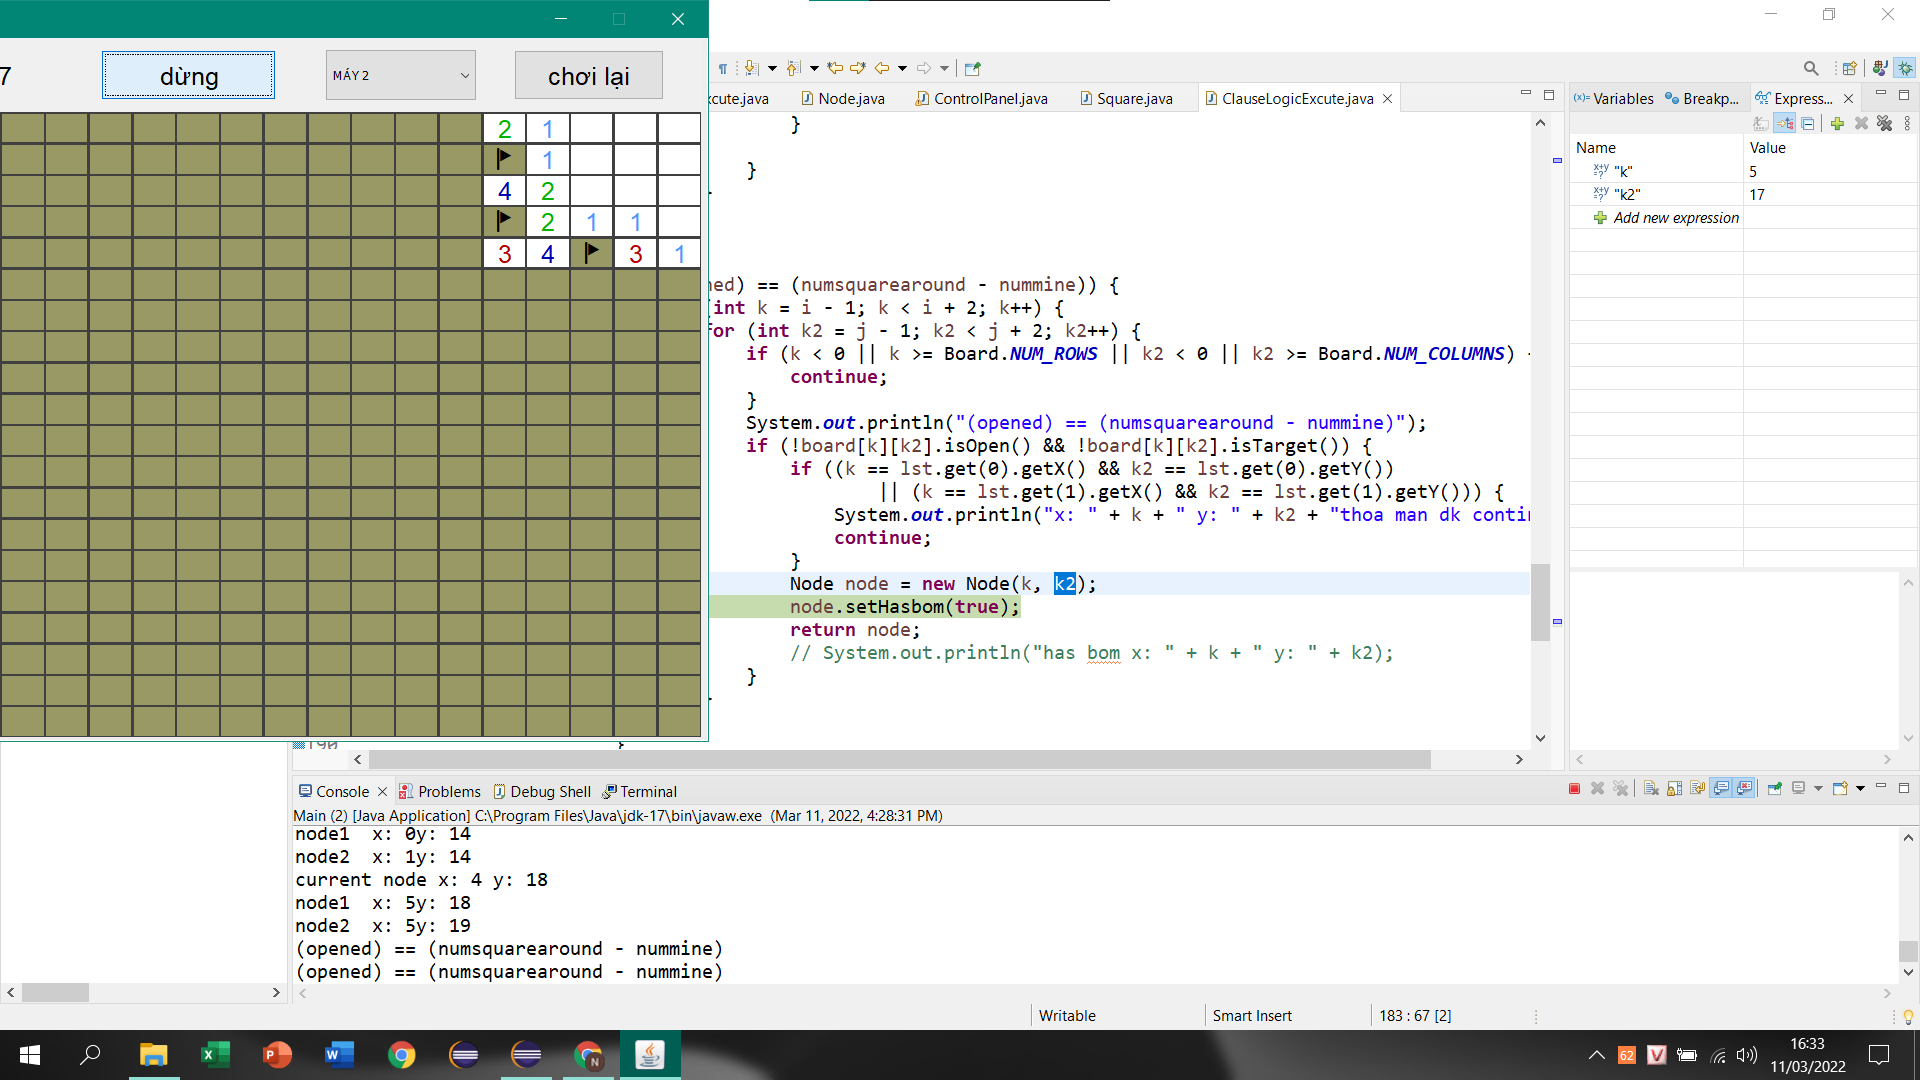 7
dừng
MÁY 2
chơi lại
2 1
1
4 2
2 1 1
3 4 3 1
xcute.java
Node.java
ControlPanel.java
Square.java
ClauseLogicExcute.java
}
}
ned) == (numsquarearound - nummine)) {
(int k = i - 1; k < i + 2; k++) {
for (int k2 = j - 1; k2 < j + 2; k2++) {
if (k < 0 || k >= Board.NUM_ROWS || k2 < 0 || k2 >= Board.NUM_COLUMNS) {
continue;
}
System.out.println("(opened) == (numsquarearound - nummine)");
if (!board[k][k2].isOpen() && !board[k][k2].isTarget()) {
if ((k == lst.get(0).getX() && k2 == lst.get(0).getY())
|| (k == lst.get(1).getX() && k2 == lst.get(1).getY())) {
System.out.println("x: " + k + " y: " + k2 + "thoa man dk contin
continue;
}
Node node = new Node(k, k2);
node.setHasbom(true);
return node;
// System.out.println("has bom x: " + k + " y: " + k2);
}
190
}
Variables
Breakp...
Express...
Name Value
"k" 5
"k2" 17
Add new expression
Console
Problems
Debug Shell
Terminal
Main (2) [Java Application] C:\Program Files\Java\jdk-17\bin\javaw.exe (Mar 11, 2022, 4:28:31 PM)
node1 x: 0y: 14
node2 x: 1y: 14
current node x: 4 y: 18
node1 x: 5y: 18
node2 x: 5y: 19
(opened) == (numsquarearound - nummine)
(opened) == (numsquarearound - nummine)
Writable
Smart Insert
183 : 67 [2]
62
16:33
11/03/2022